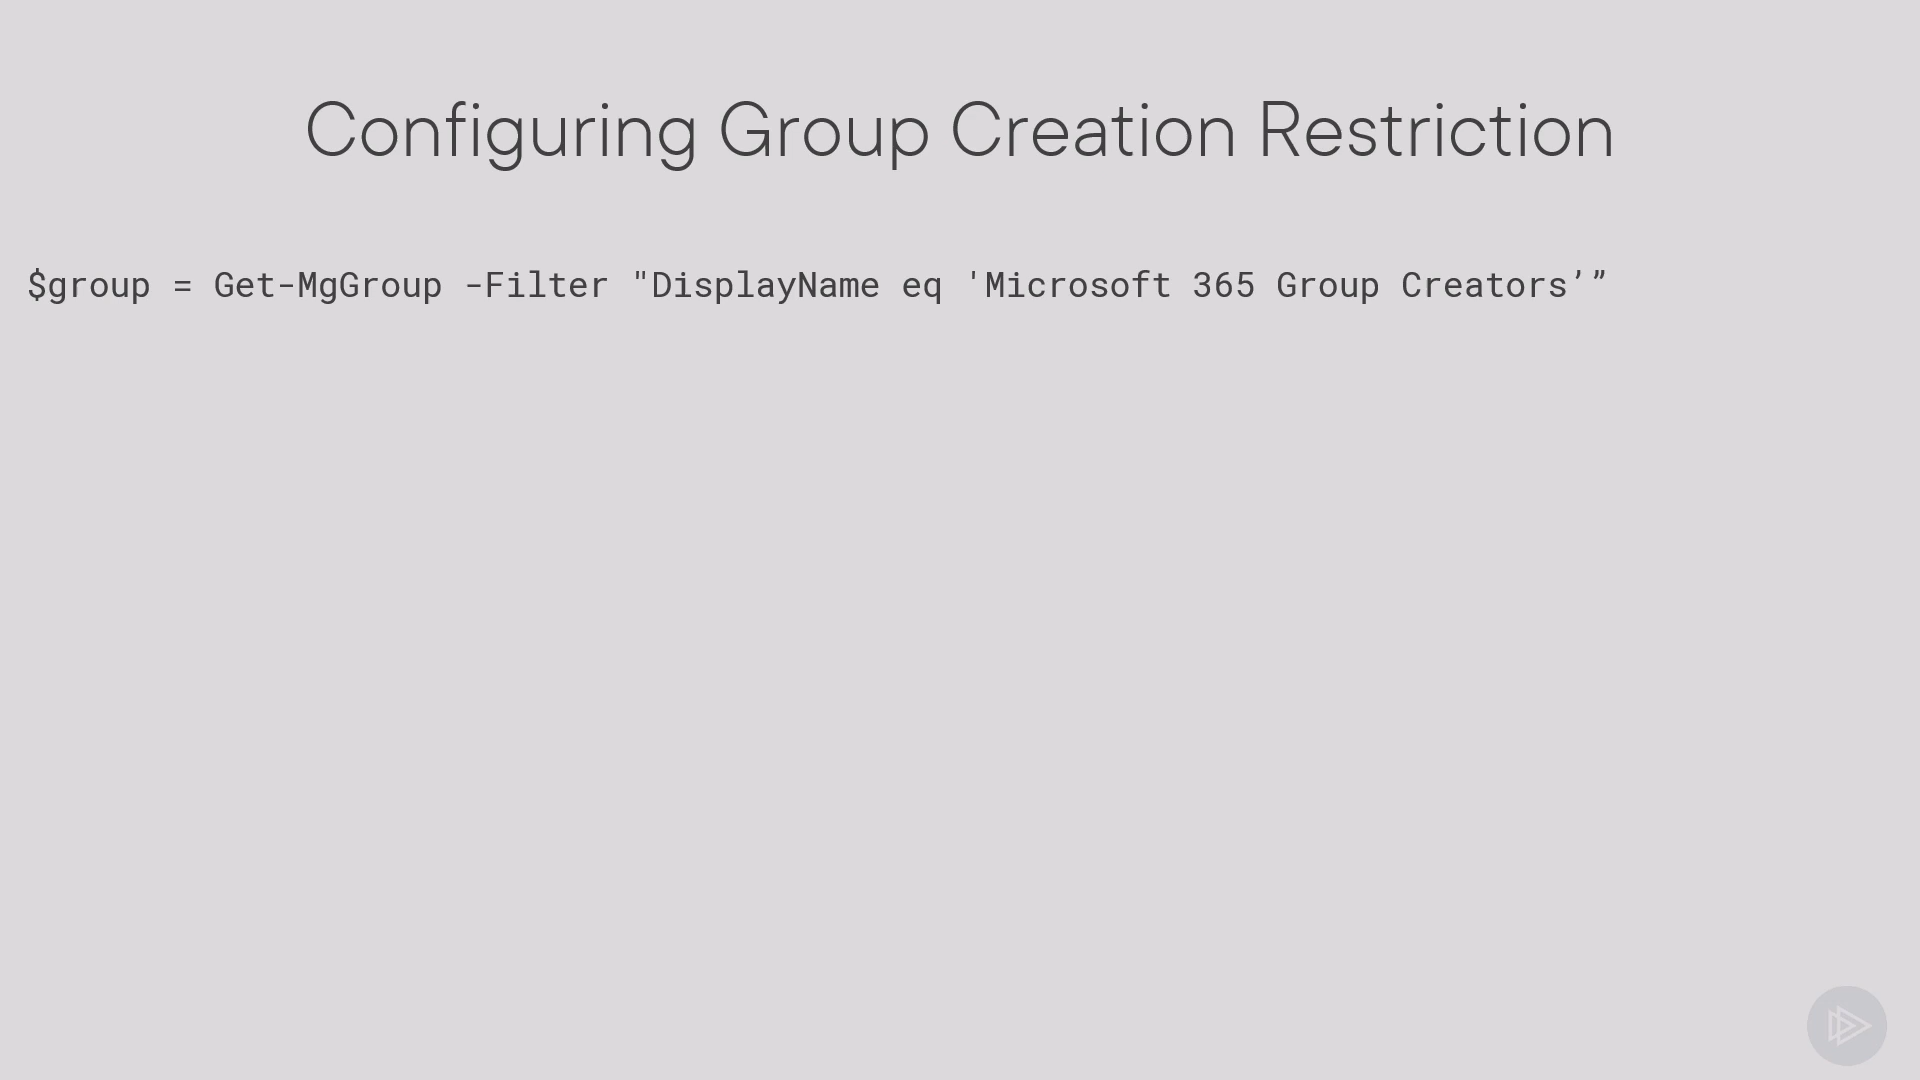 Configuring Group Creation Restriction
$group = Get-MgGroup -Filter "DisplayName eq 'Microsoft 365 Group Creators’”